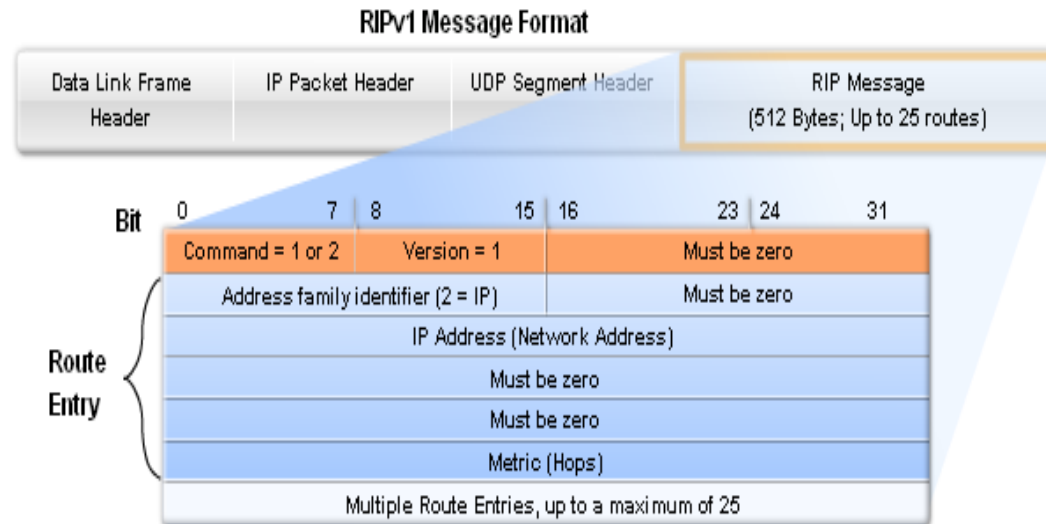 RIPv1 Message Format
Data Link Frame
Header
IP Packet Header
UDP Segment Header
RIP Message
(512 Bytes; Up to 25 routes)
Bit
0 7 8 15 16 23 24 31
Command = 1 or 2
Version = 1
Must be zero
Address family identifier (2 = IP)
Must be zero
IP Address (Network Address)
Must be zero
Must be zero
Metric (Hops)
Route
Entry
Multiple Route Entries, up to a maximum of 25